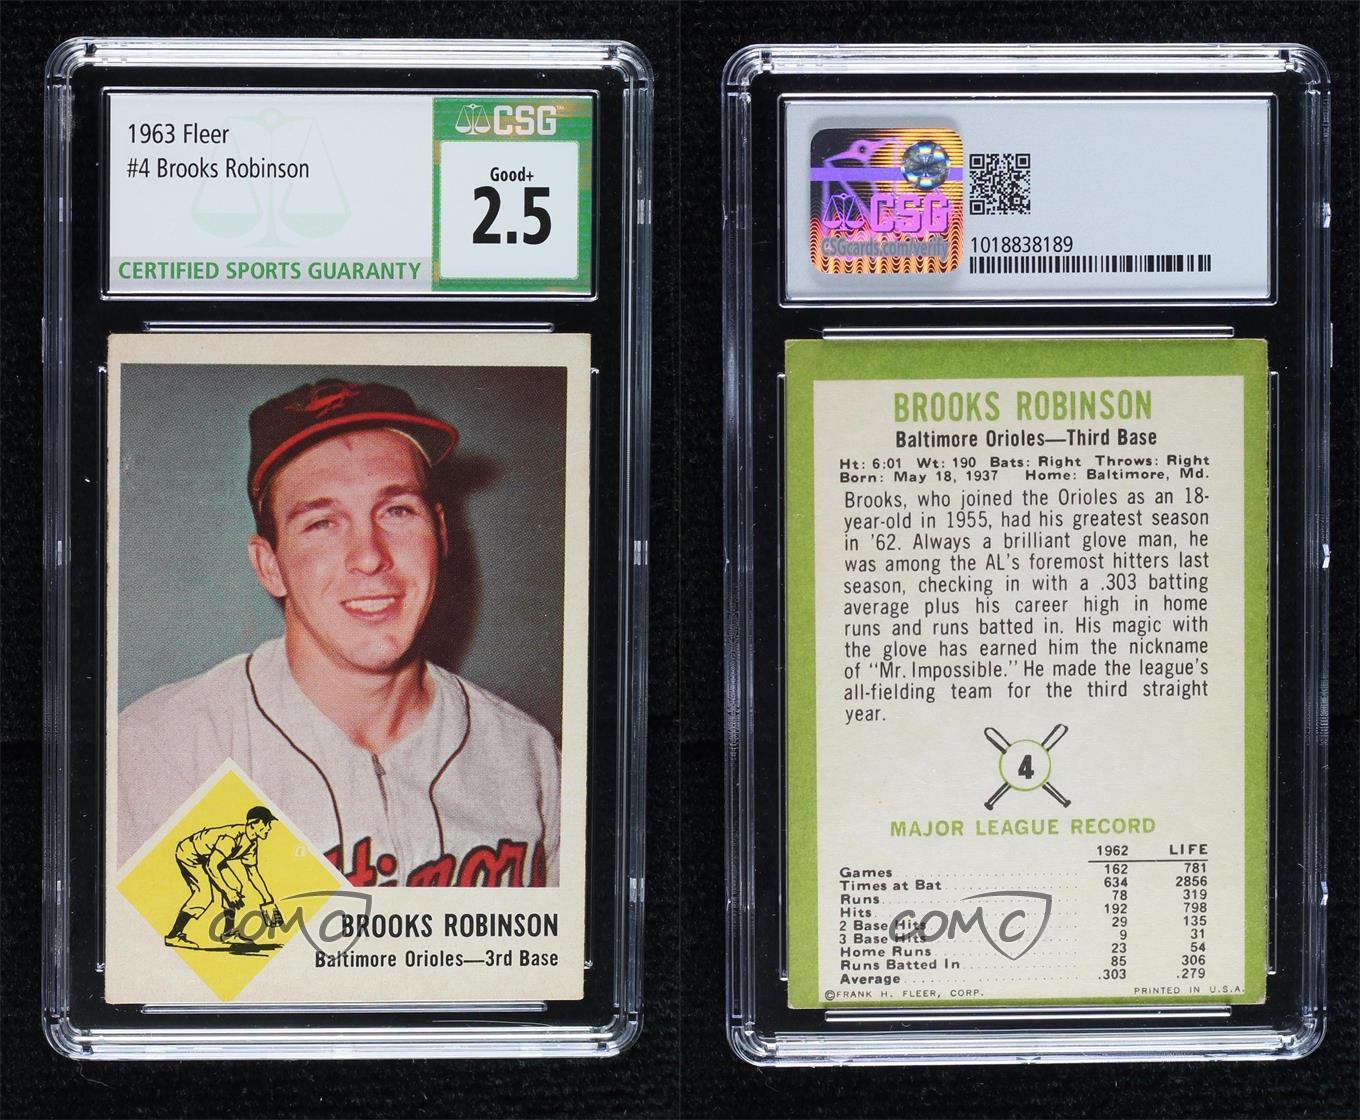 1963 Fleer
#4 Brooks Robinson
CERTIFIED SPORTS GUARANTY
CSG™
Good+
2.5
BROOKS ROBINSON
Baltimore Orioles—3rd Base
COMC
CSG
CSGcards.com/verify
1018838189
BROOKS ROBINSON
Baltimore Orioles—Third Base
Ht: 6:01 Wt: 190 Bats: Right Throws: Right
Born: May 18, 1937 Home: Baltimore, Md.
Brooks, who joined the Orioles as an 18-
year-old in 1955, had his greatest season
in '62. Always a brilliant glove man, he
was among the AL's foremost hitters last
season, checking in with a .303 batting
average plus his career high in home
runs and runs batted in. His magic with
the glove has earned him the nickname
of "Mr. Impossible." He made the league's
all-fielding team for the third straight
year.
4
MAJOR LEAGUE RECORD
1962 LIFE
Games 162 781
Times at Bat 634 2856
Runs 78 319
Hits 192 798
2 Base Hits 29 135
3 Base Hits 9 31
Home Runs 23 54
Runs Batted In 85 306
Average .303 .279
©FRANK H. FLEER, CORP. PRINTED IN U.S.A.
COMC